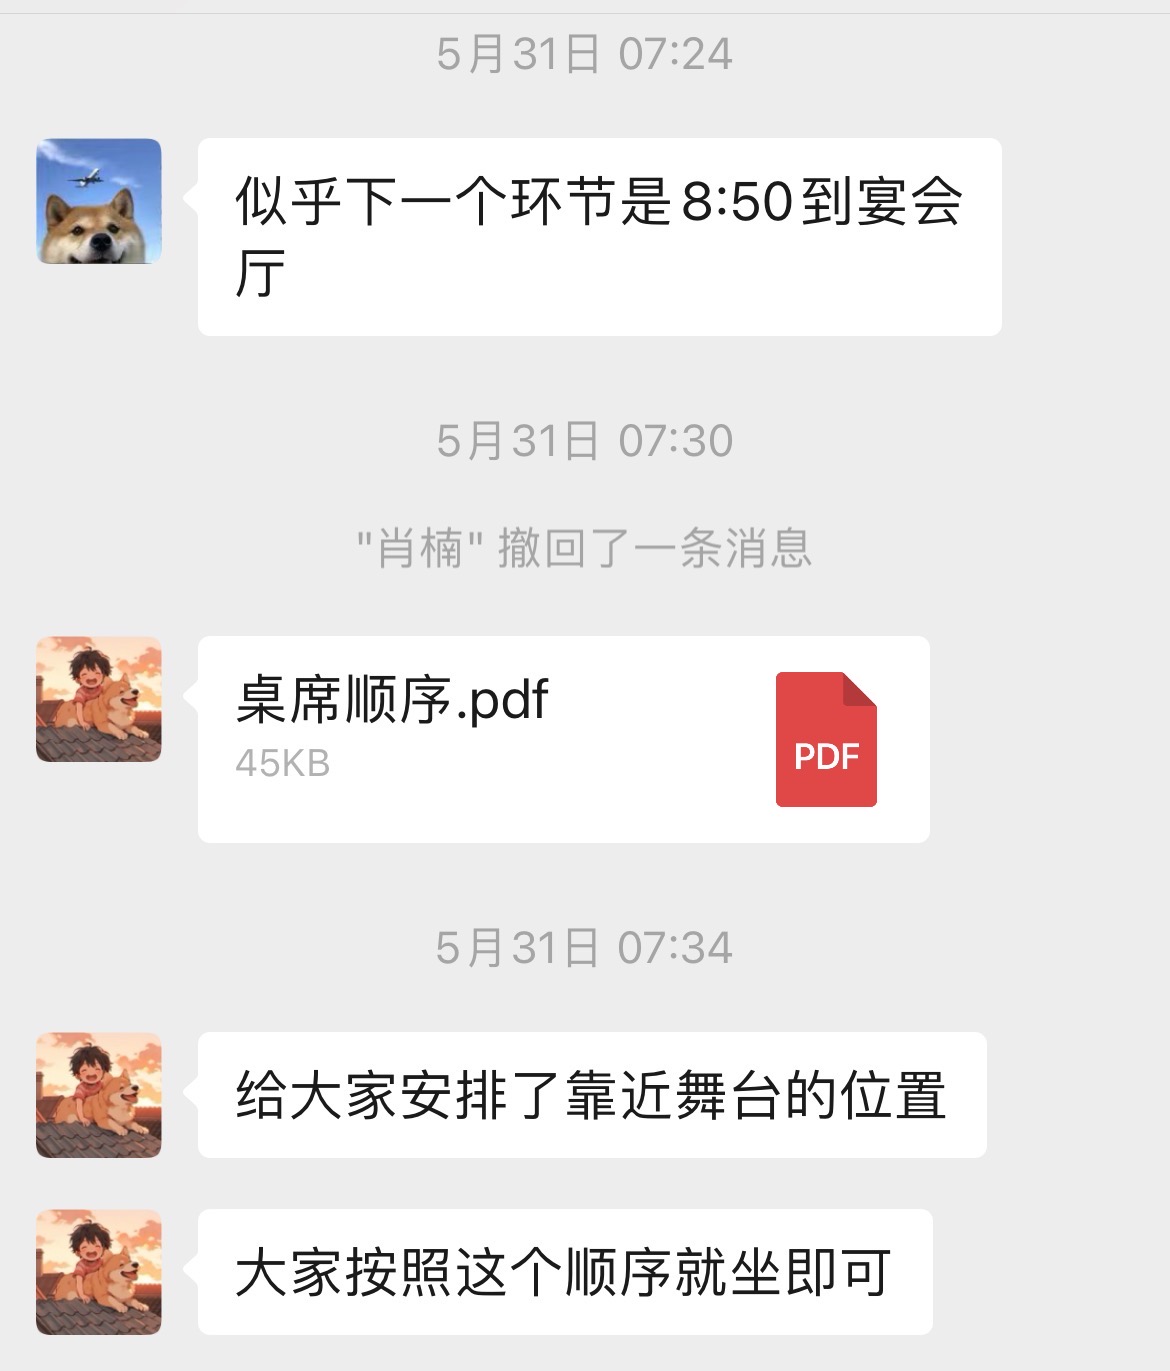 5月31日 07:24
似乎下一个环节是8:50到宴会
厅
5月31日 07:30
"肖楠" 撤回了一条消息
桌席顺序.pdf
45KB
PDF
5月31日 07:34
给大家安排了靠近舞台的位置
大家按照这个顺序就坐即可